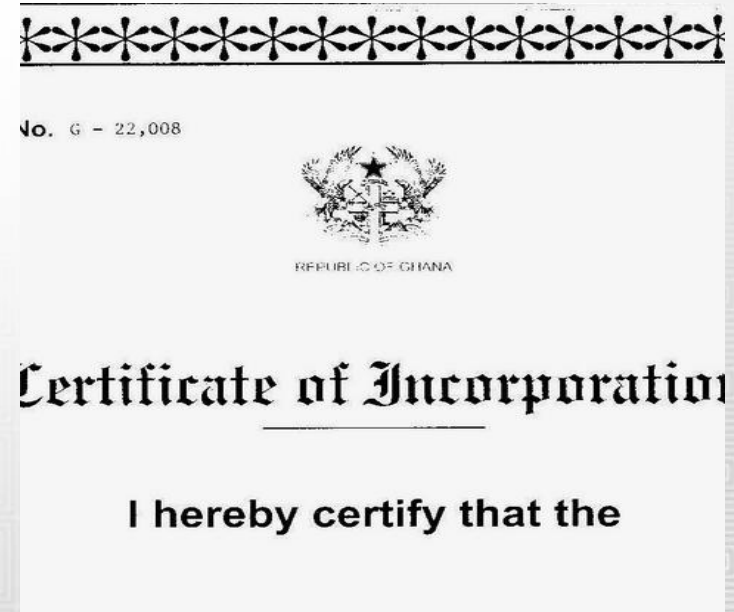 No. G - 22,008
REPUBLIC OF GHANA
Certificate of Incorporation
I hereby certify that the